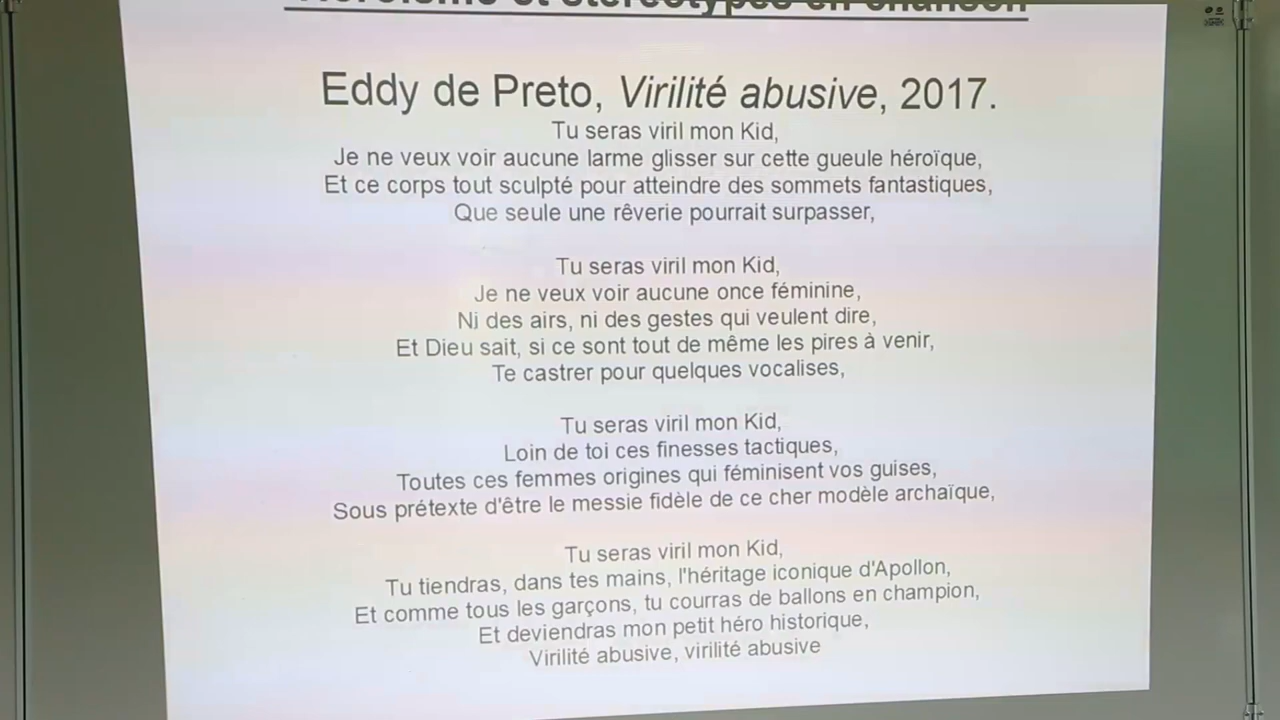 Héroïsme et stéréotypes en chanson
Eddy de Preto, Virilité abusive, 2017.
Tu seras viril mon Kid,
Je ne veux voir aucune larme glisser sur cette gueule héroïque,
Et ce corps tout sculpté pour atteindre des sommets fantastiques,
Que seule une rêverie pourrait surpasser,
Tu seras viril mon Kid,
Je ne veux voir aucune once féminine,
Ni des airs, ni des gestes qui veulent dire,
Et Dieu sait, si ce sont tout de même les pires à venir,
Te castrer pour quelques vocalises,
Tu seras viril mon Kid,
Loin de toi ces finesses tactiques,
Toutes ces femmes origines qui féminisent vos guises,
Sous prétexte d'être le messie fidèle de ce cher modèle archaïque,
Tu seras viril mon Kid,
Tu tiendras, dans tes mains, l'héritage iconique d'Apollon,
Et comme tous les garçons, tu courras de ballons en champion,
Et deviendras mon petit héro historique,
Virilité abusive, virilité abusive